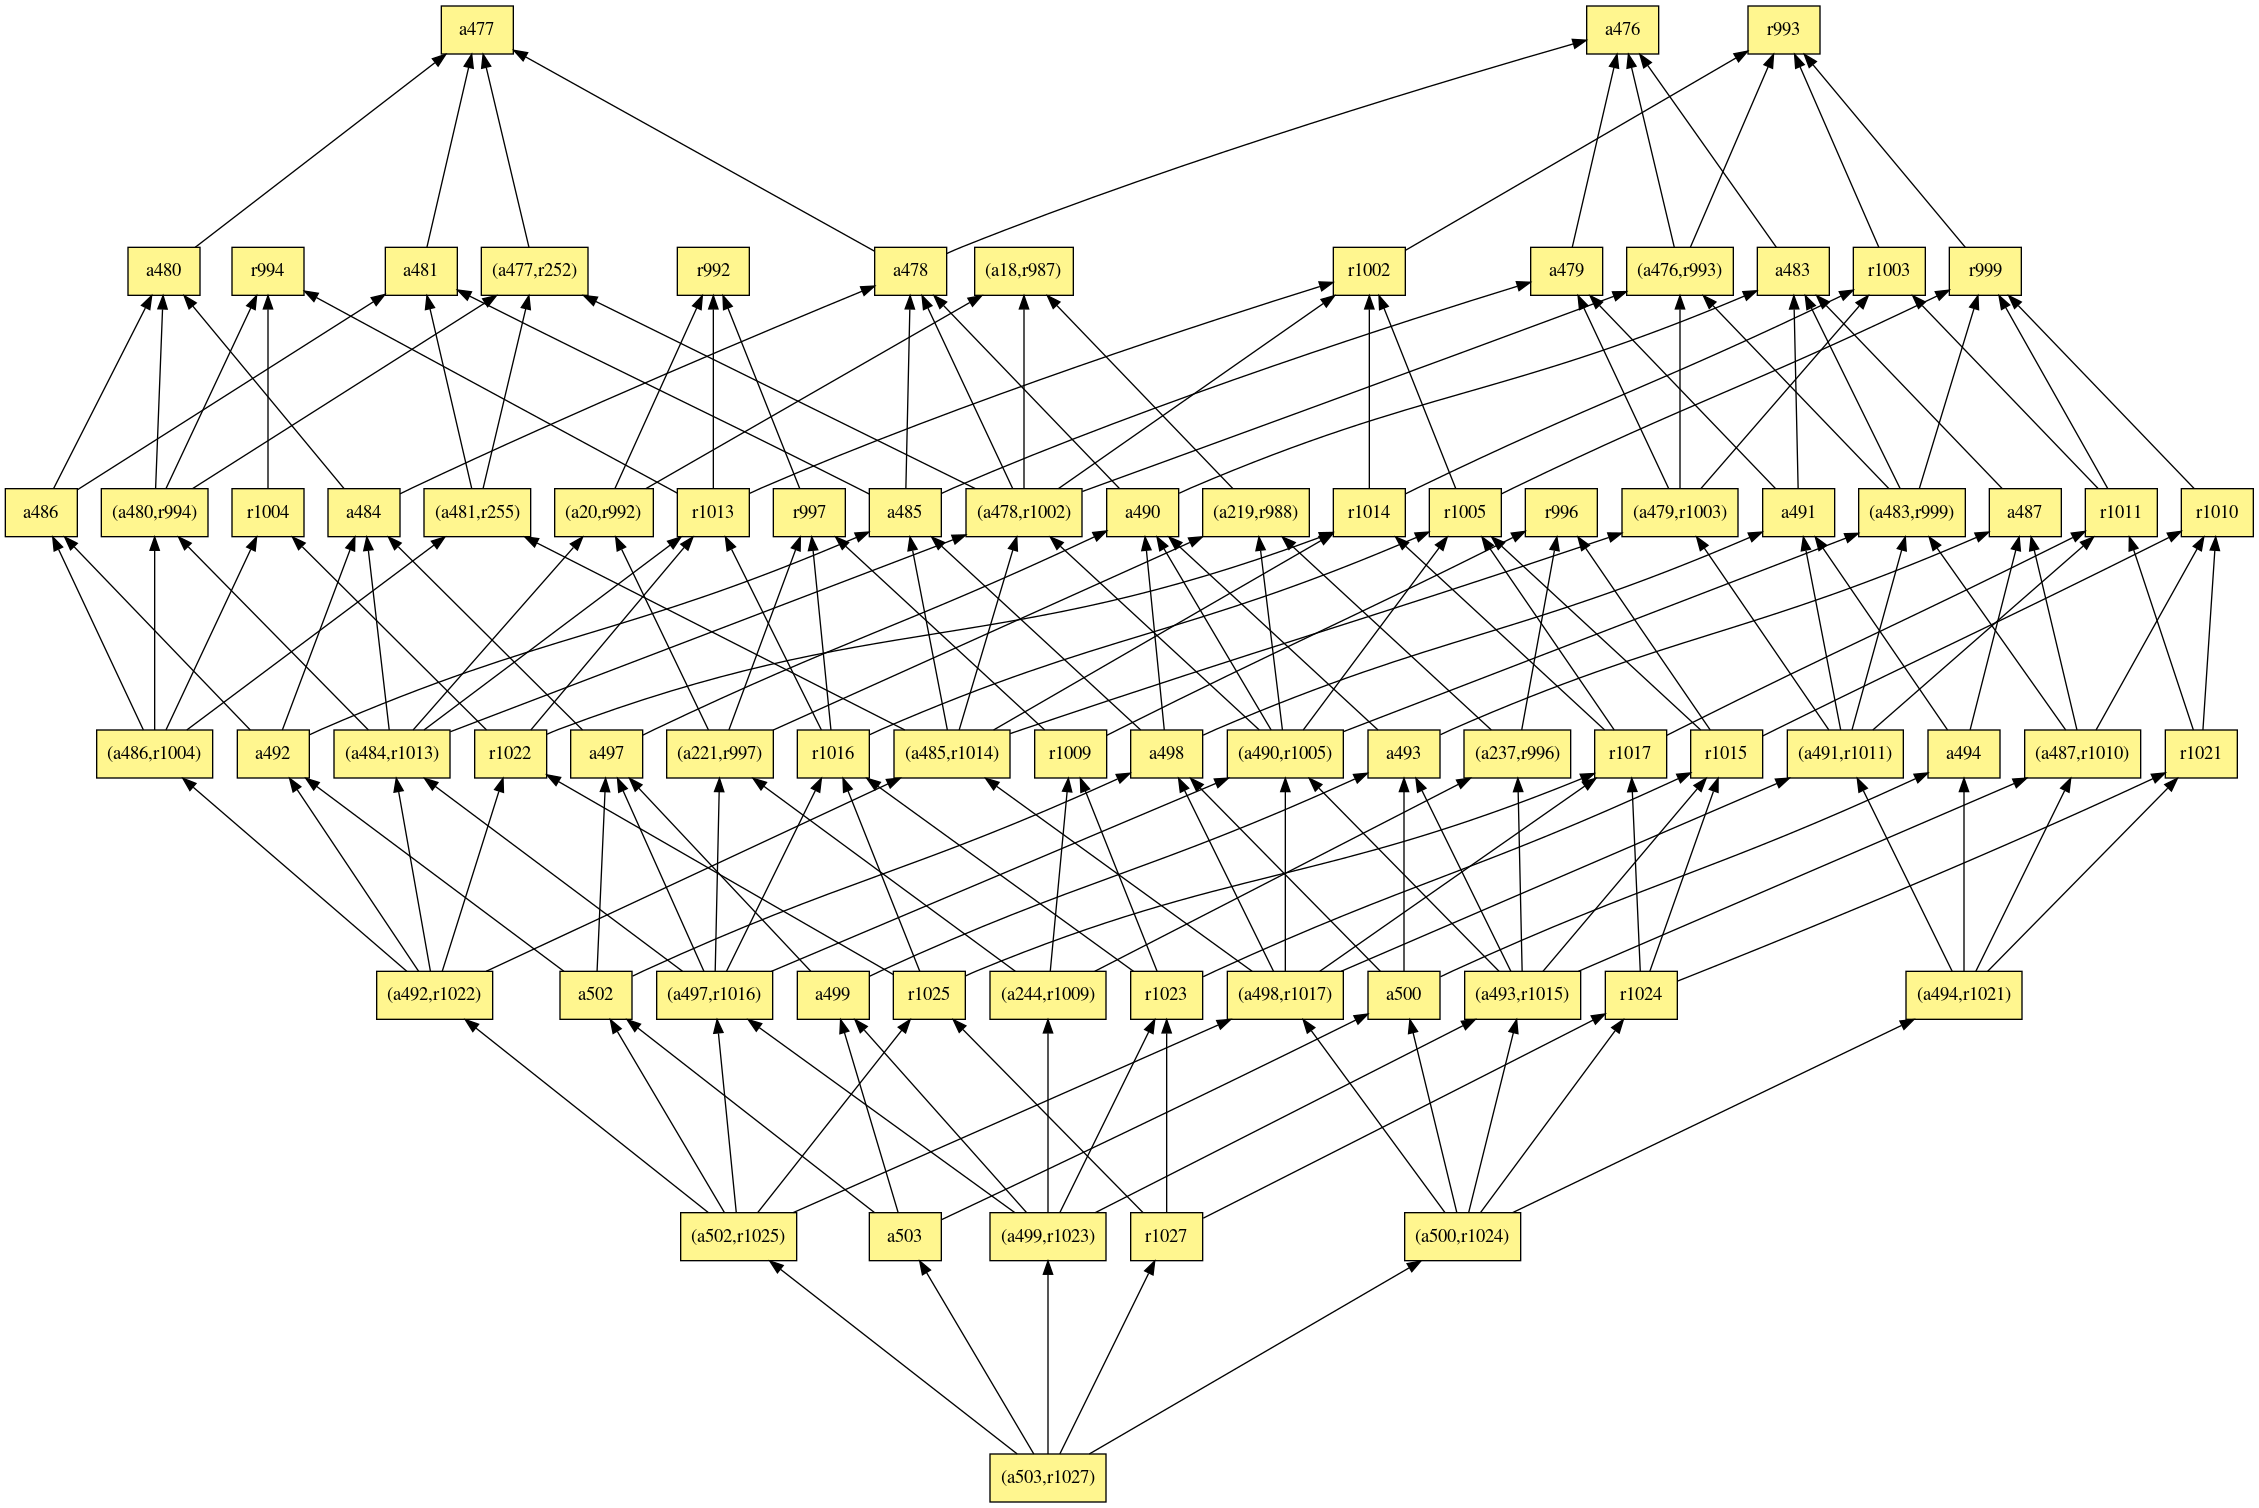 a477
a476
r993
a480
r994
a481
(a477,r252)
r992
a478
(a18,r987)
r1002
a479
(a476,r993)
a483
r1003
r999
a486
(a480,r994)
r1004
a484
(a481,r255)
(a20,r992)
r1013
r997
a485
(a478,r1002)
a490
(a219,r988)
r1014
r1005
r996
(a479,r1003)
a491
(a483,r999)
a487
r1011
r1010
(a486,r1004)
a492
(a484,r1013)
r1022
a497
(a221,r997)
r1016
(a485,r1014)
r1009
a498
(a490,r1005)
a493
(a237,r996)
r1017
r1015
(a491,r1011)
a494
(a487,r1010)
r1021
(a492,r1022)
a502
(a497,r1016)
a499
r1025
(a244,r1009)
r1023
(a498,r1017)
a500
(a493,r1015)
r1024
(a494,r1021)
(a502,r1025)
a503
(a499,r1023)
r1027
(a500,r1024)
(a503,r1027)